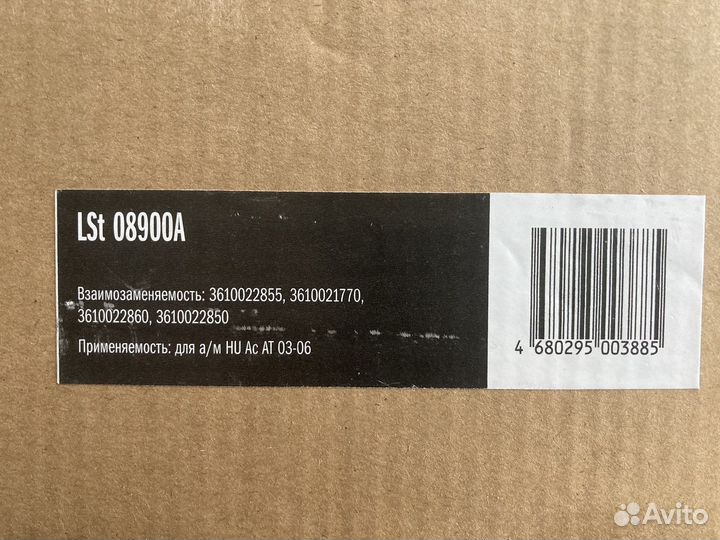 LSt 08900A
Взаимозаменяемость: 3610022855, 3610021770,
3610022860, 3610022850
Применяемость: для а/м HU Ac AT 03-06
4 680295 003885
Avito